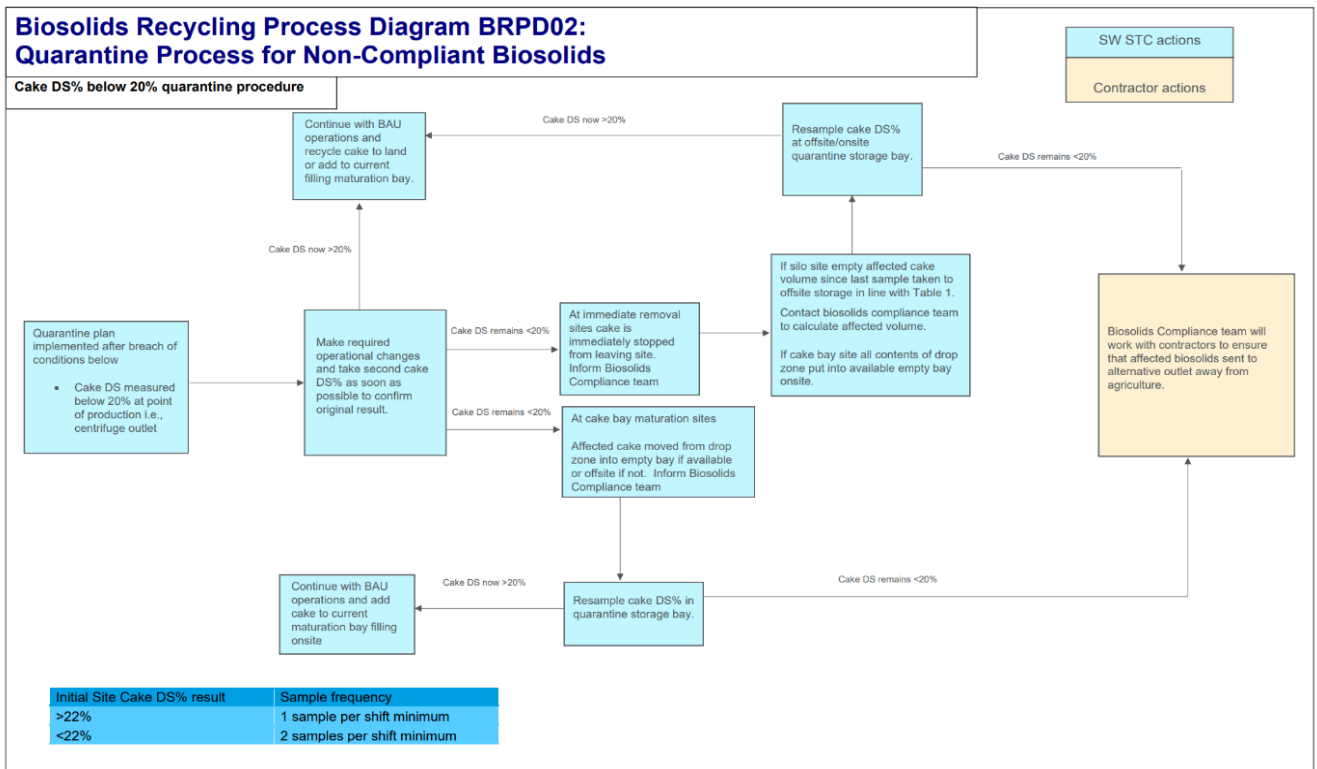 Biosolids Recycling Process Diagram BRPD02:
Quarantine Process for Non-Compliant Biosolids
Cake DS% below 20% quarantine procedure
SW STC actions
Contractor actions
Continue with BAU
operations and
recycle cake to land
or add to current
filling maturation bay.
Cake DS now >20%
Resample cake DS%
at offsite/onsite
quarantine storage bay.
Cake DS remains <20%
Cake DS now >20%
Quarantine plan
implemented after breach of
conditions below
• Cake DS measured
below 20% at point
of production i.e.,
centrifuge outlet
Make required
operational changes
and take second cake
DS% as soon as
possible to confirm
original result.
Cake DS remains <20%
At immediate removal
sites cake is
immediately stopped
from leaving site.
Inform Biosolids
Compliance team
If silo site empty affected cake
volume since last sample taken to
offsite storage in line with Table 1.
Contact biosolids compliance team
to calculate affected volume.
If cake bay site all contents of drop
zone put into available empty bay
onsite.
Biosolids Compliance team will
work with contractors to ensure
that affected biosolids sent to
alternative outlet away from
agriculture.
Cake DS remains <20%
At cake bay maturation sites
Affected cake moved from drop
zone into empty bay if available
or offsite if not. Inform Biosolids
Compliance team
Continue with BAU
operations and add
cake to current
maturation bay filling
onsite
Cake DS now >20%
Resample cake DS% in
quarantine storage bay.
Cake DS remains <20%
Initial Site Cake DS% result Sample frequency
>22% 1 sample per shift minimum
<22% 2 samples per shift minimum